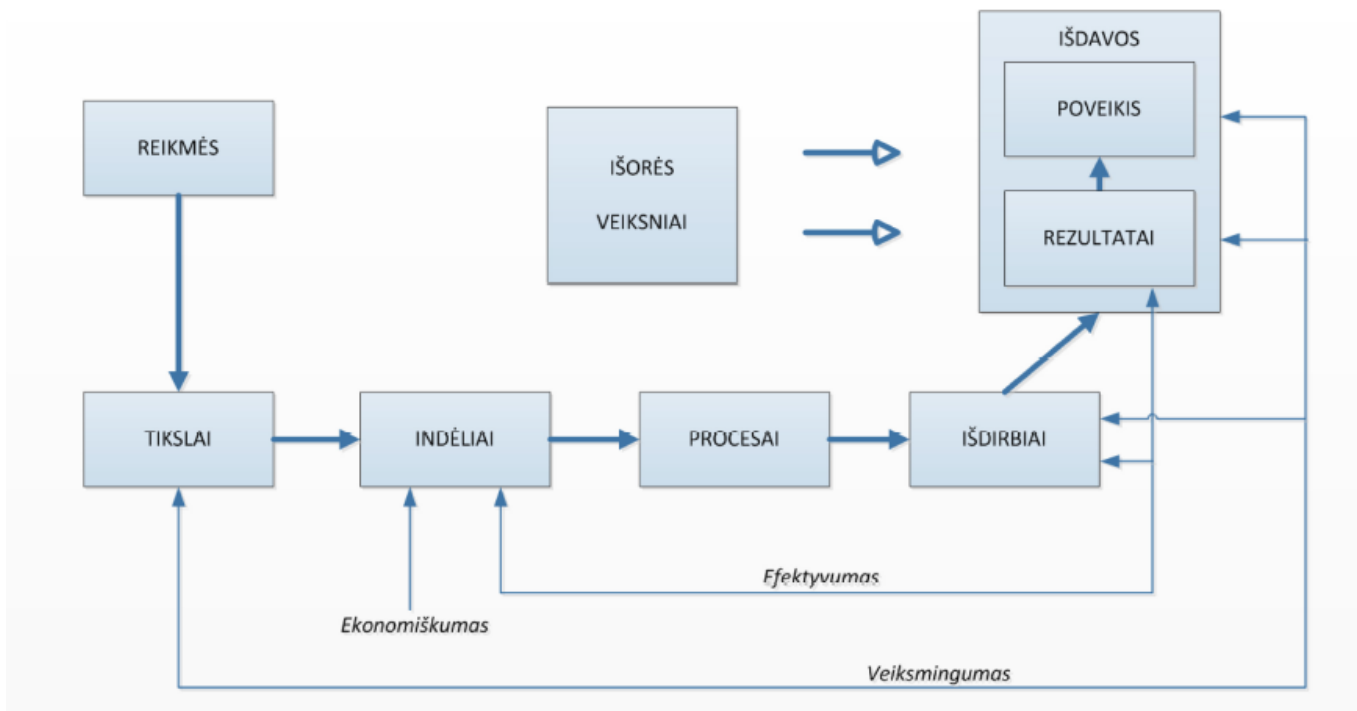 IŠDAVOS
POVEIKIS
REIKMĖS
IŠORĖS
VEIKSNIAI
REZULTATAI
TIKSLAI
INDĖLIAI
PROCESAI
IŠDIRBIAI
Efektyvumas
Ekonomiškumas
Veiksmingumas